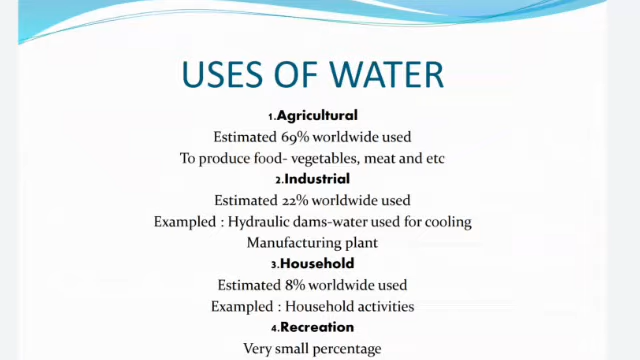 USES OF WATER
1.Agricultural
Estimated 69% worldwide used
To produce food- vegetables, meat and etc
2.Industrial
Estimated 22% worldwide used
Exampled : Hydraulic dams-water used for cooling
Manufacturing plant
3.Household
Estimated 8% worldwide used
Exampled : Household activities
4.Recreation
Very small percentage